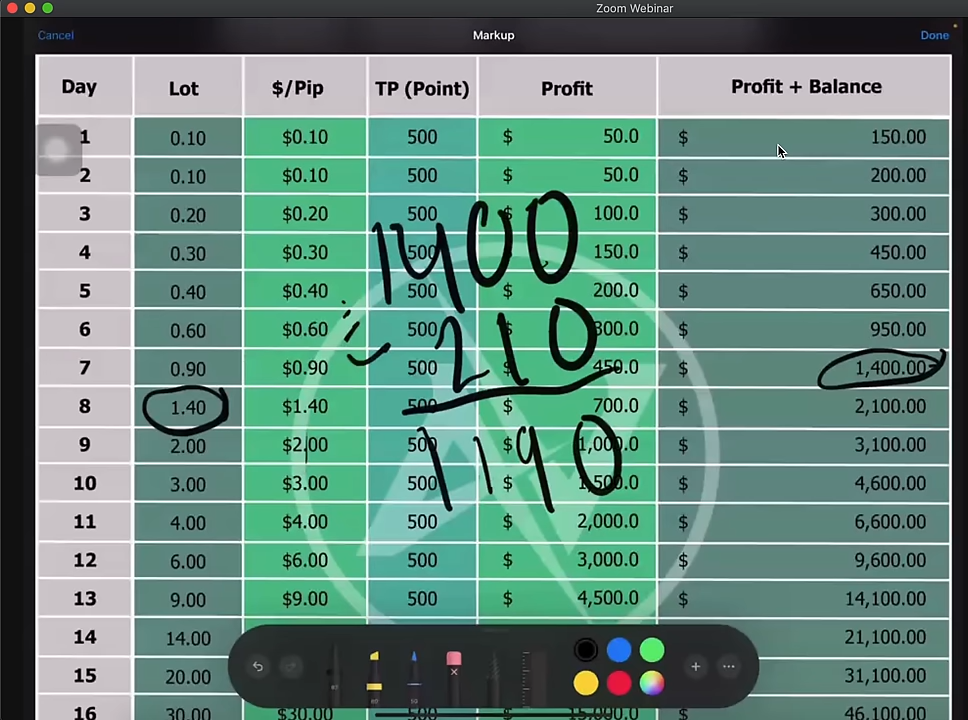 Zoom Webinar
Cancel Markup Done
Day Lot $/Pip TP (Point) Profit Profit + Balance
1 0.10 $0.10 500 $ 50.0 $ 150.00
2 0.10 $0.10 500 $ 50.0 $ 200.00
3 0.20 $0.20 500 $ 100.0 $ 300.00
4 0.30 $0.30 500 $ 150.0 $ 450.00
5 0.40 $0.40 500 $ 200.0 $ 650.00
6 0.60 $0.60 500 $ 300.0 $ 950.00
7 0.90 $0.90 500 $ 450.0 $ 1,400.00
8 1.40 $1.40 500 $ 700.0 $ 2,100.00
9 2.00 $2.00 500 $ 1,000.0 $ 3,100.00
10 3.00 $3.00 500 $ 1,500.0 $ 4,600.00
11 4.00 $4.00 500 $ 2,000.0 $ 6,600.00
12 6.00 $6.00 500 $ 3,000.0 $ 9,600.00
13 9.00 $9.00 500 $ 4,500.0 $ 14,100.00
14 14.00 $ 21,100.00
15 20.00 $ 31,100.00
16 30.00 $30.00 500 $ 15,000.0 $ 46,100.00
1400
210
1190